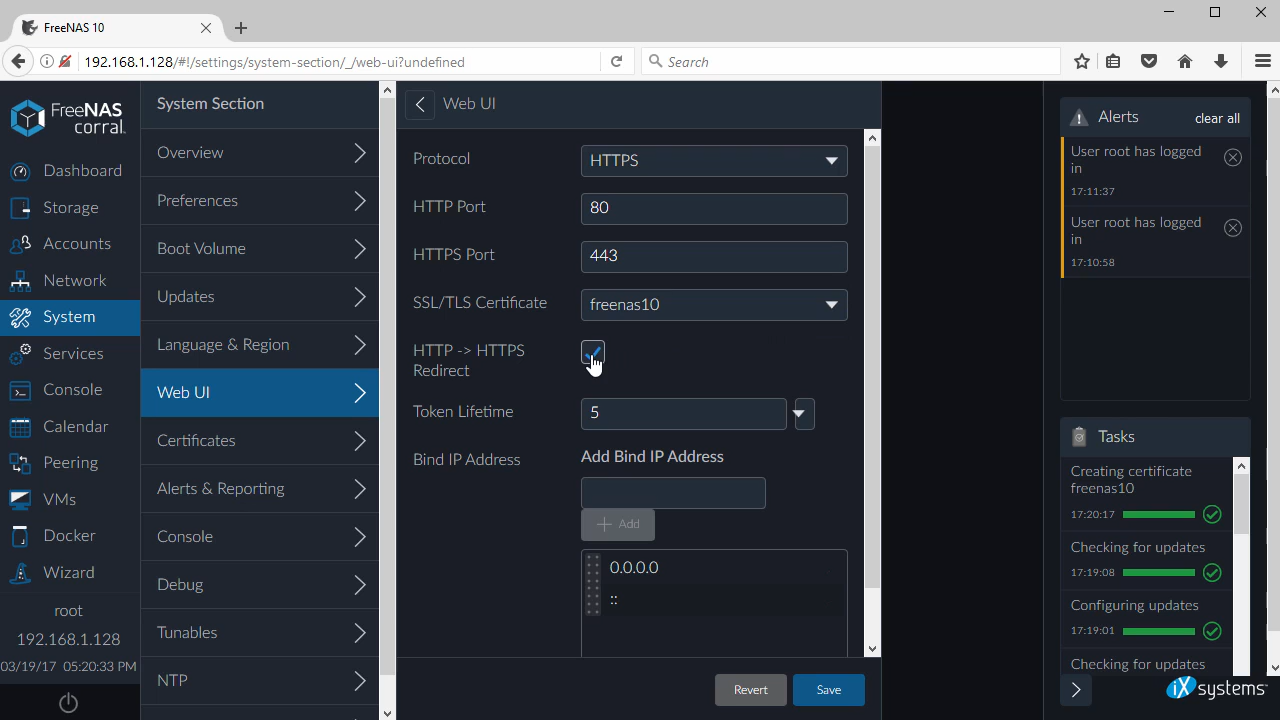 FreeNAS 10
192.168.1.128/#!/settings/system-section/_/web-ui?undefined
Search
FreeNAS
corral
Dashboard
Storage
Accounts
Network
System
Services
Console
Calendar
Peering
VMs
Docker
Wizard
root
192.168.1.128
03/19/17 05:20:33 PM
System Section
Overview
Preferences
Boot Volume
Updates
Language & Region
Web UI
Certificates
Alerts & Reporting
Console
Debug
Tunables
NTP
Web UI
Protocol
HTTPS
HTTP Port
80
HTTPS Port
443
SSL/TLS Certificate
freenas10
HTTP -> HTTPS
Redirect
Token Lifetime
5
Bind IP Address
Add Bind IP Address
Add
0.0.0.0
::
Revert
Save
Alerts
clear all
User root has logged
in
17:11:37
User root has logged
in
17:10:58
Tasks
Creating certificate
freenas10
17:20:17
Checking for updates
17:19:08
Configuring updates
17:19:01
Checking for updates
iXsystems